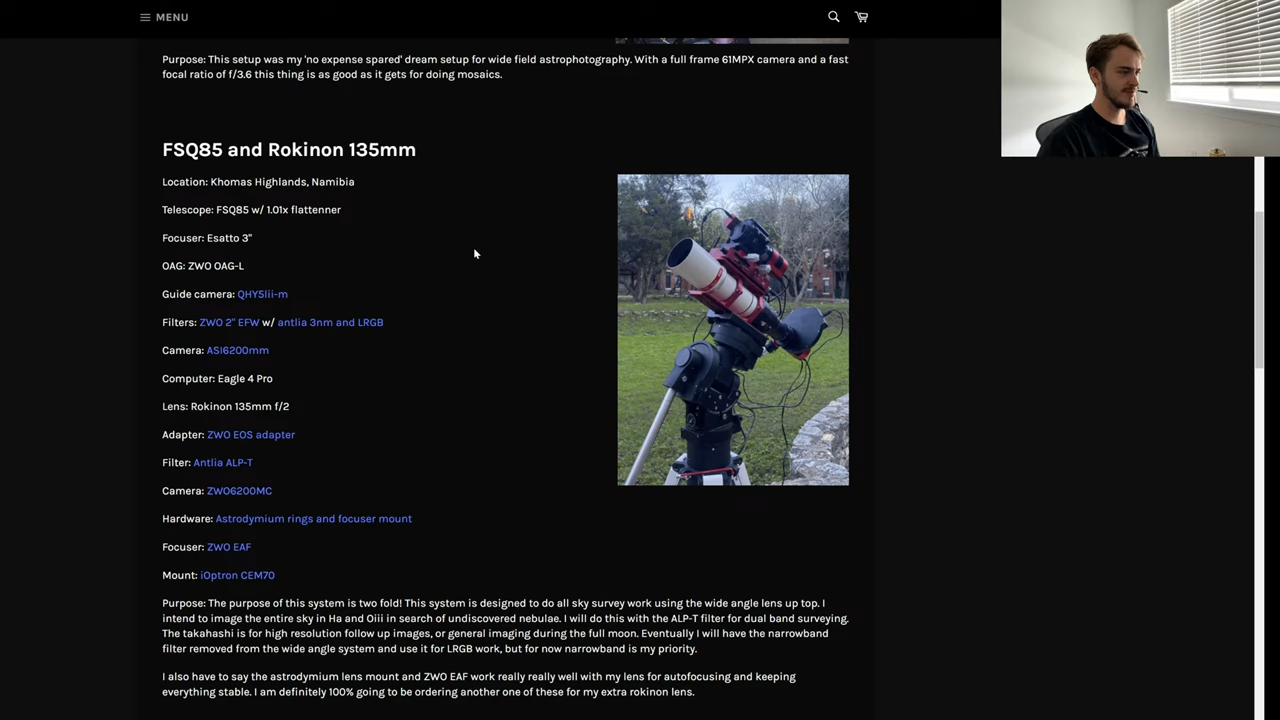 MENU
Purpose: This setup was my 'no expense spared' dream setup for wide field astrophotography. With a full frame 61MPX camera and a fast
focal ratio of f/3.6 this thing is as good as it gets for doing mosaics.
FSQ85 and Rokinon 135mm
Location: Khomas Highlands, Namibia
Telescope: FSQ85 w/ 1.01x flattenner
Focuser: Esatto 3"
OAG: ZWO OAG-L
Guide camera: QHY5Iii-m
Filters: ZWO 2" EFW w/ antlia 3nm and LRGB
Camera: ASI6200mm
Computer: Eagle 4 Pro
Lens: Rokinon 135mm f/2
Adapter: ZWO EOS adapter
Filter: Antlia ALP-T
Camera: ZWO6200MC
Hardware: Astrodymium rings and focuser mount
Focuser: ZWO EAF
Mount: iOptron CEM70
Purpose: The purpose of this system is two fold! This system is designed to do all sky survey work using the wide angle lens up top. I
intend to image the entire sky in Ha and Oiii in search of undiscovered nebulae. I will do this with the ALP-T filter for dual band surveying.
The takahashi is for high resolution follow up images, or general imaging during the full moon. Eventually I will have the narrowband
filter removed from the wide angle system and use it for LRGB work, but for now narrowband is my priority.
I also have to say the astrodymium lens mount and ZWO EAF work really really well with my lens for autofocusing and keeping
everything stable. I am definitely 100% going to be ordering another one of these for my extra rokinon lens.